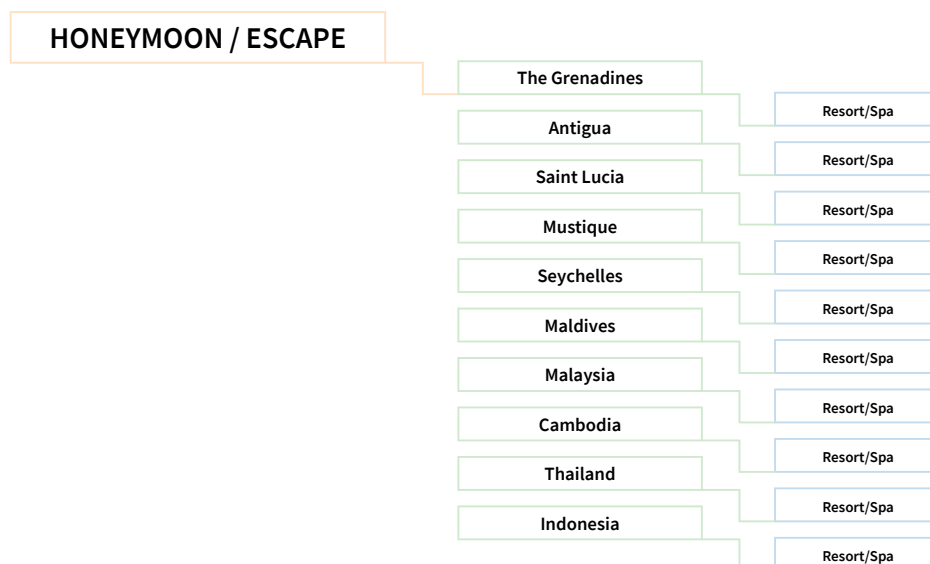 HONEYMOON / ESCAPE
The Grenadines
Resort/Spa
Antigua
Resort/Spa
Saint Lucia
Resort/Spa
Mustique
Resort/Spa
Seychelles
Resort/Spa
Maldives
Resort/Spa
Malaysia
Resort/Spa
Cambodia
Resort/Spa
Thailand
Resort/Spa
Indonesia
Resort/Spa